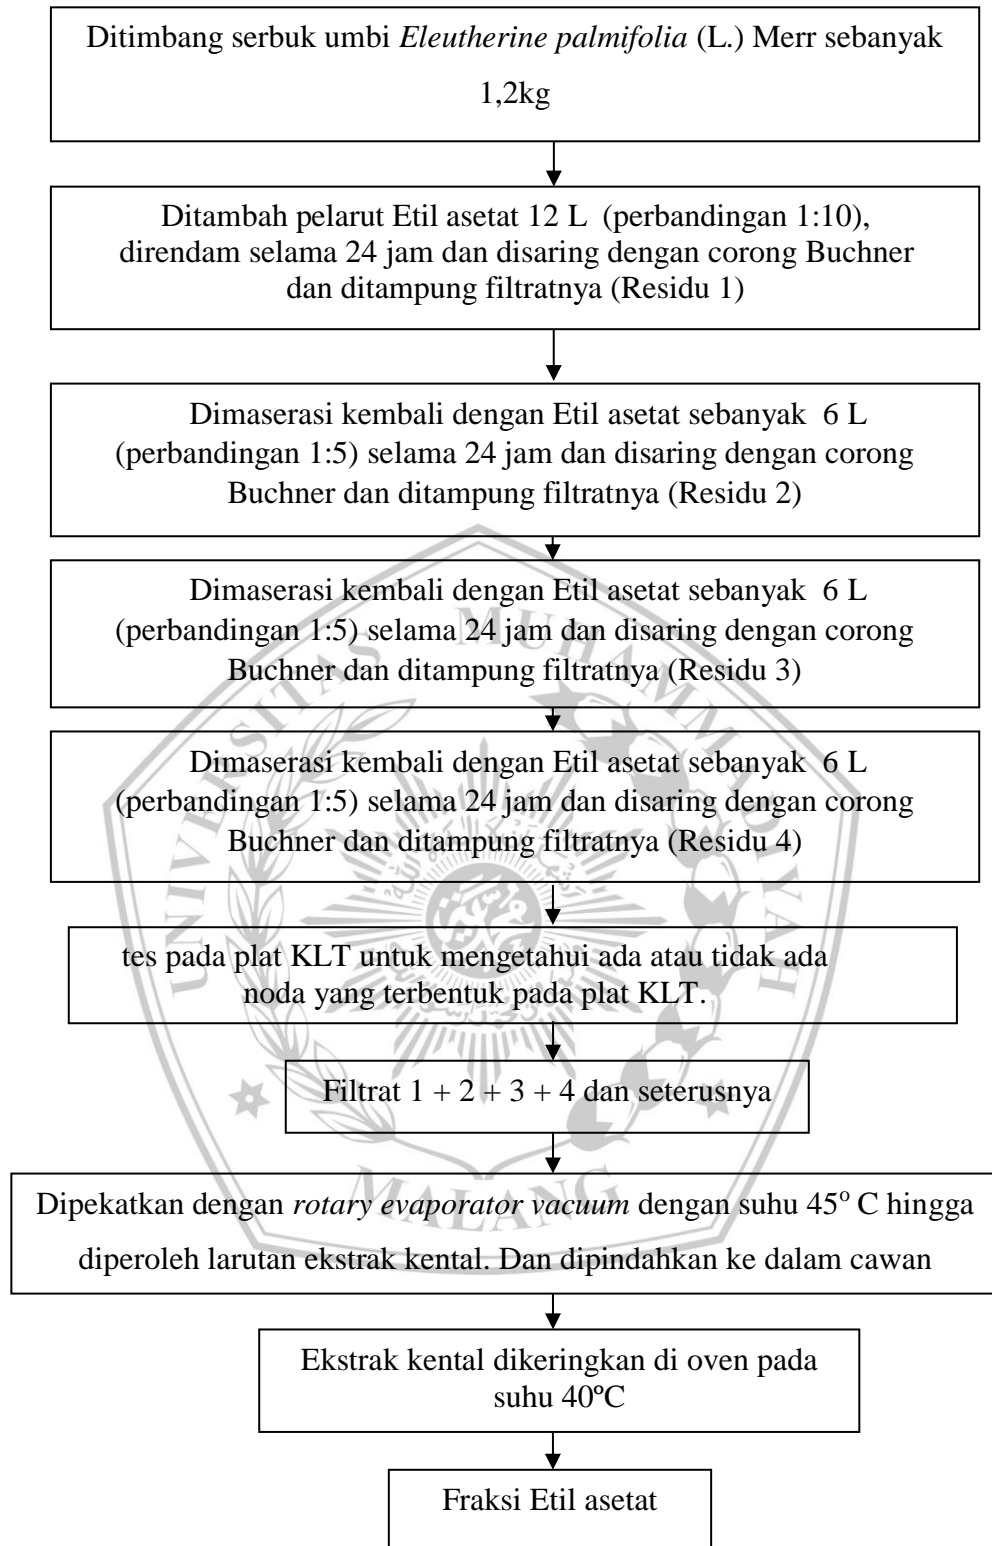 Ditimbang serbuk umbi Eleutherine palmifolia (L.) Merr sebanyak
1,2kg
Ditambah pelarut Etil asetat 12 L (perbandingan 1:10),
direndam selama 24 jam dan disaring dengan corong Buchner
dan ditampung filtratnya (Residu 1)
Dimaserasi kembali dengan Etil asetat sebanyak 6 L
(perbandingan 1:5) selama 24 jam dan disaring dengan corong
Buchner dan ditampung filtratnya (Residu 2)
Dimaserasi kembali dengan Etil asetat sebanyak 6 L
(perbandingan 1:5) selama 24 jam dan disaring dengan corong
Buchner dan ditampung filtratnya (Residu 3)
Dimaserasi kembali dengan Etil asetat sebanyak 6 L
(perbandingan 1:5) selama 24 jam dan disaring dengan corong
Buchner dan ditampung filtratnya (Residu 4)
tes pada plat KLT untuk mengetahui ada atau tidak ada
noda yang terbentuk pada plat KLT.
Filtrat 1 + 2 + 3 + 4 dan seterusnya
Dipekatkan dengan rotary evaporator vacuum dengan suhu 45° C hingga
diperoleh larutan ekstrak kental. Dan dipindahkan ke dalam cawan
Ekstrak kental dikeringkan di oven pada
suhu 40ºC
Fraksi Etil asetat
UNIVERSITAS MUHAMMADIYAH
MALANG